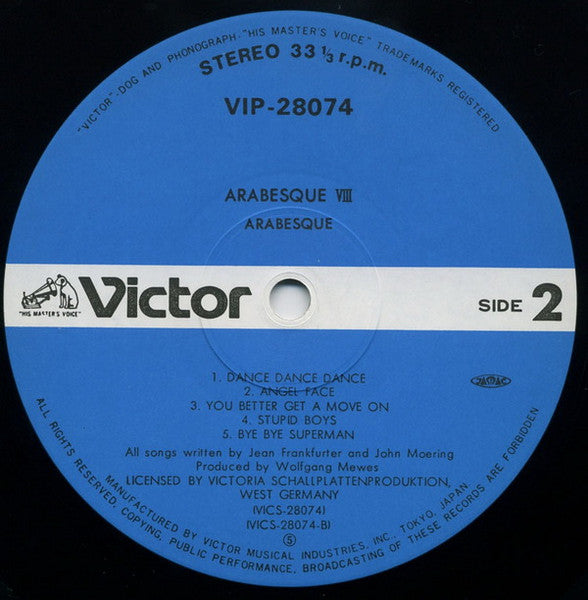 "VICTOR"-DOG AND PHONOGRAPH-"HIS MASTER'S VOICE" TRADEMARKS REGISTERED
STEREO 33 1/3 r.p.m.
VIP-28074
ARABESQUE Ⅷ
ARABESQUE
"HIS MASTER'S VOICE"
Victor
SIDE 2
1. DANCE DANCE DANCE
2. ANGEL FACE
3. YOU BETTER GET A MOVE ON
4. STUPID BOYS
5. BYE BYE SUPERMAN
JASRAC
All songs written by Jean Frankfurter and John Moering
Produced by Wolfgang Mewes
LICENSED BY VICTORIA SCHALLPLATTENPRODUKTION,
WEST GERMANY
(VICS-28074)
(VICS-28074-B)
⑤
MANUFACTURED BY VICTOR MUSICAL INDUSTRIES, INC., TOKYO, JAPAN
ALL RIGHTS RESERVED, COPYING, PUBLIC PERFORMANCE, BROADCASTING OF THESE RECORDS ARE FORBIDDEN